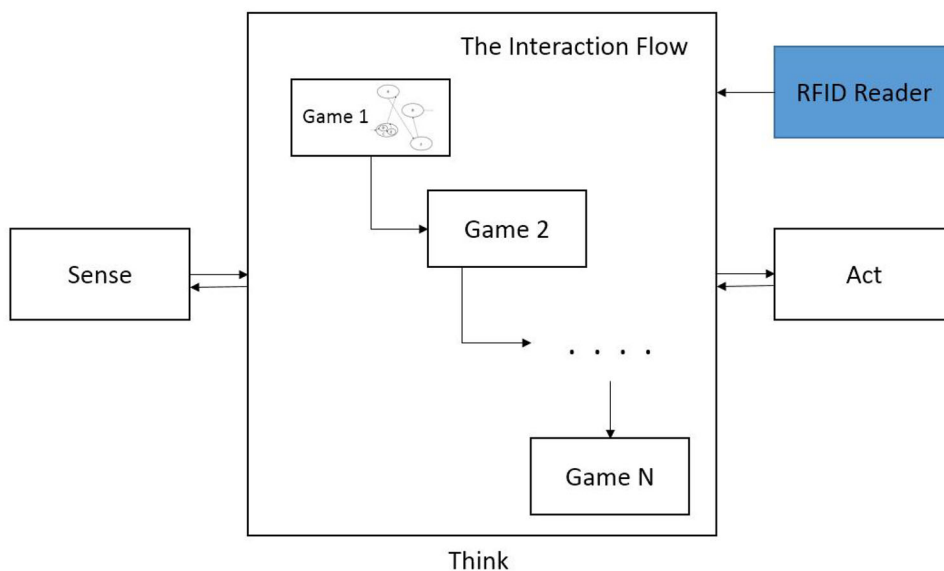 The Interaction Flow
RFID Reader
Game 1
Game 2
Sense
Act
. . . .
Game N
Think